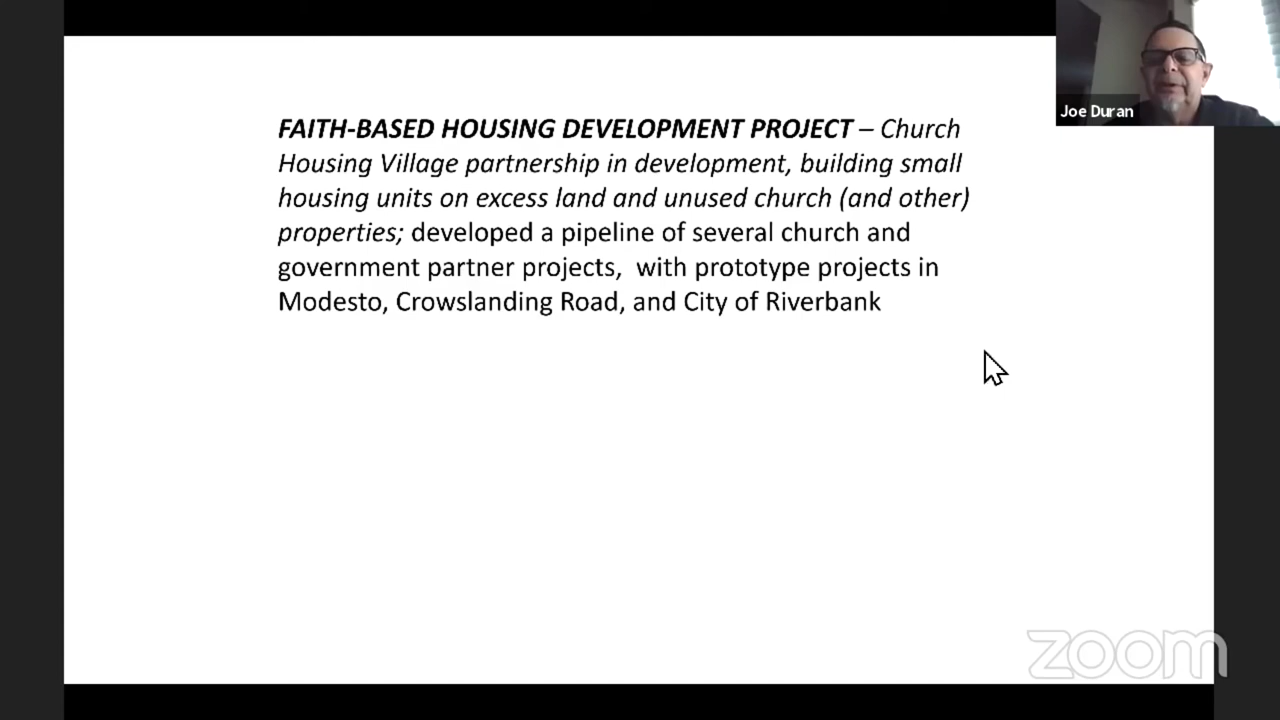 FAITH-BASED HOUSING DEVELOPMENT PROJECT – Church
Housing Village partnership in development, building small
housing units on excess land and unused church (and other)
properties; developed a pipeline of several church and
government partner projects,  with prototype projects in
Modesto, Crowslanding Road, and City of Riverbank
Joe Duran
zoom